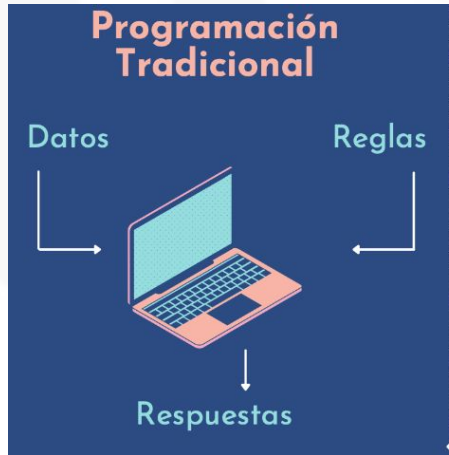 Programación
Tradicional
Datos
Reglas
Respuestas